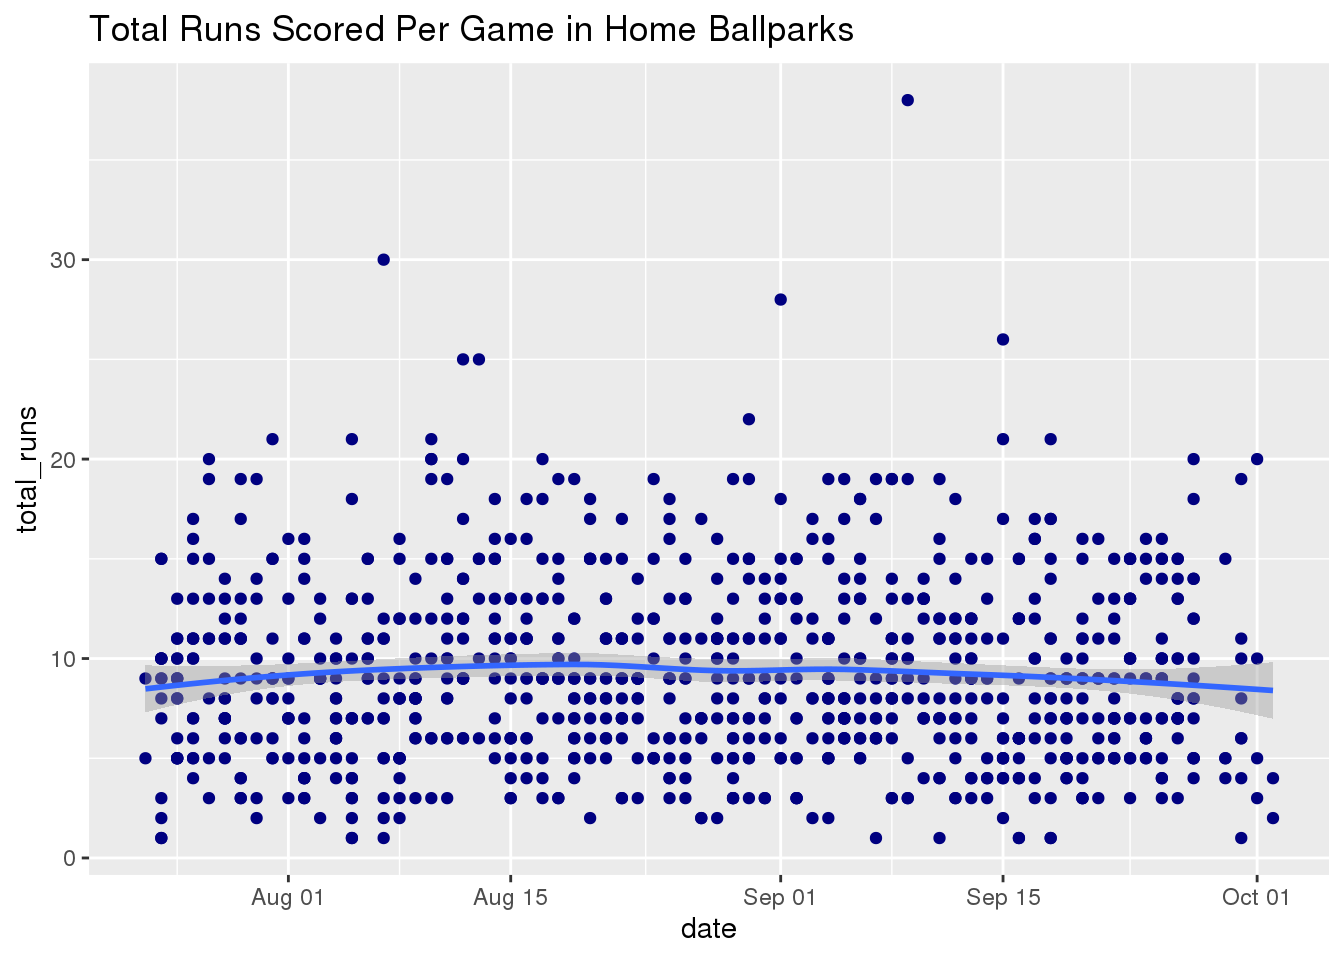 Total Runs Scored Per Game in Home Ballparks
total_runs
30
20
10
0
Aug 01 Aug 15 Sep 01 Sep 15 Oct 01
date